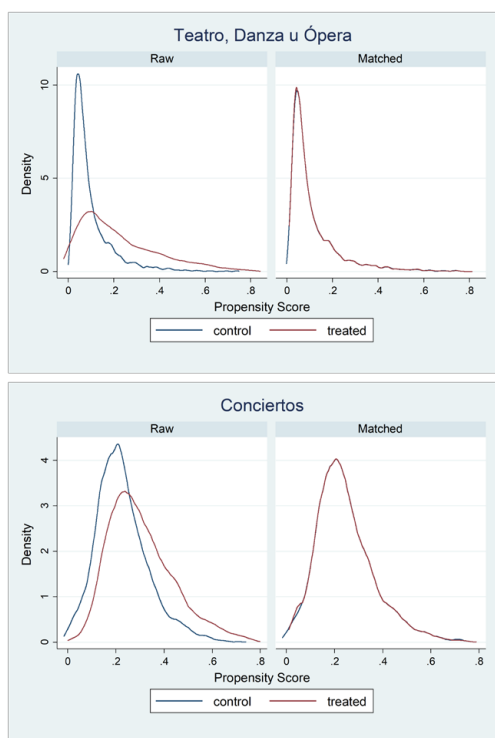 Teatro, Danza u Ópera
Raw Matched
Density
0 5 10
0 .2 .4 .6 .8 0 .2 .4 .6 .8
Propensity Score
control treated
Conciertos
Raw Matched
Density
0 1 2 3 4
0 .2 .4 .6 .8 0 .2 .4 .6 .8
Propensity Score
control treated